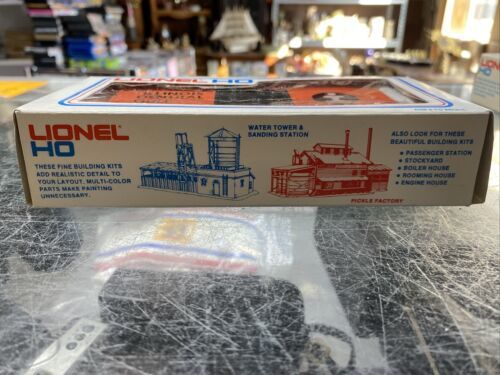 LIONEL HO
ILLINOIS
CENTRAL
LIONEL
HO
THESE FINE BUILDING KITS
ADD REALISTIC DETAIL TO
YOUR LAYOUT. MULTI-COLOR
PARTS MAKE PAINTING
UNNECESSARY.
WATER TOWER &
SANDING STATION
PICKLE FACTORY
ALSO LOOK FOR THESE
BEAUTIFUL BUILDING KITS
• PASSENGER STATION
• STOCKYARD
• BOILER HOUSE
• ROOMING HOUSE
• ENGINE HOUSE